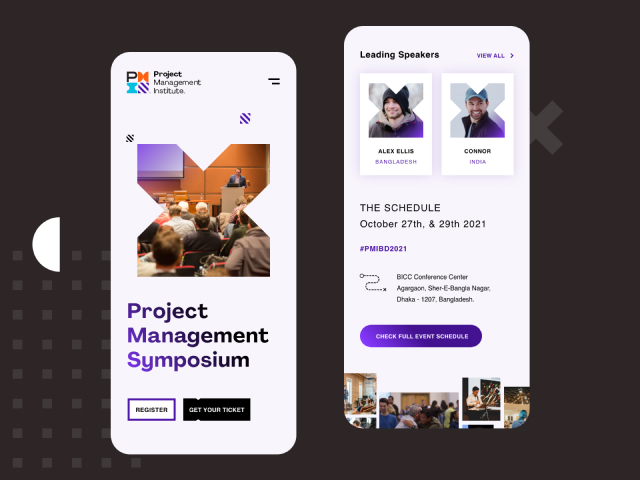 Project
Management
Institute.
Project
Management
Symposium
REGISTER
GET YOUR TICKET
Leading Speakers
VIEW ALL
ALEX ELLIS
BANGLADESH
CONNOR
INDIA
THE SCHEDULE
October 27th, & 29th 2021
#PMIBD2021
BICC Conference Center
Agargaon, Sher-E-Bangla Nagar,
Dhaka - 1207, Bangladesh.
CHECK FULL EVENT SCHEDULE